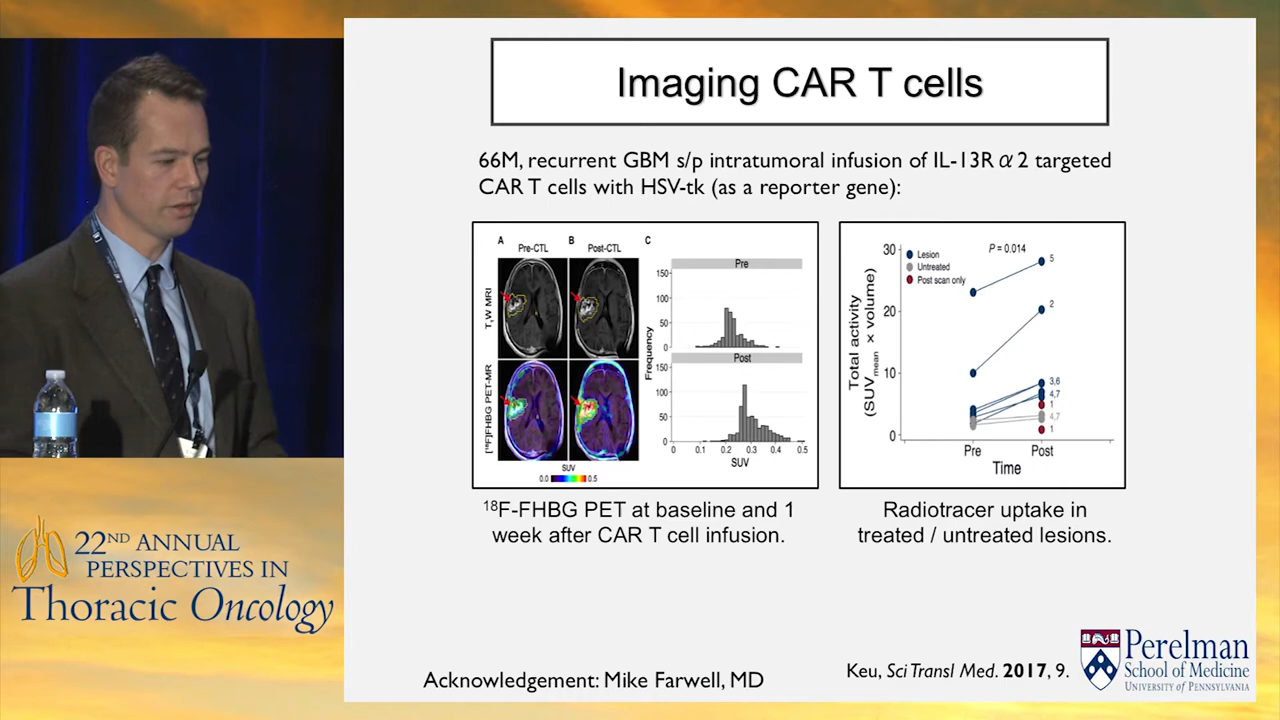 Imaging CAR T cells
66M, recurrent GBM s/p intratumoral infusion of IL-13Rα2 targeted
CAR T cells with HSV-tk (as a reporter gene):
A
Pre-CTL
B
Post-CTL
C
T₁W MRI
[¹⁸F]FHBG PET-MR
SUV
0.0
0.5
Frequency
Pre
150
100
50
0
Post
150
100
50
0
0 0.1 0.2 0.3 0.4 0.5
SUV
¹⁸F-FHBG PET at baseline and 1
week after CAR T cell infusion.
Total activity
(SUVmean × volume)
30
20
10
0
Lesion
Untreated
Post scan only
P = 0.014
5
2
3,6
4,7
1
4,7
1
Pre
Post
Time
Radiotracer uptake in
treated / untreated lesions.
22ND ANNUAL
PERSPECTIVES IN
Thoracic Oncology
Acknowledgement: Mike Farwell, MD
Keu, Sci Transl Med. 2017, 9.
Perelman
School of Medicine
University of Pennsylvania